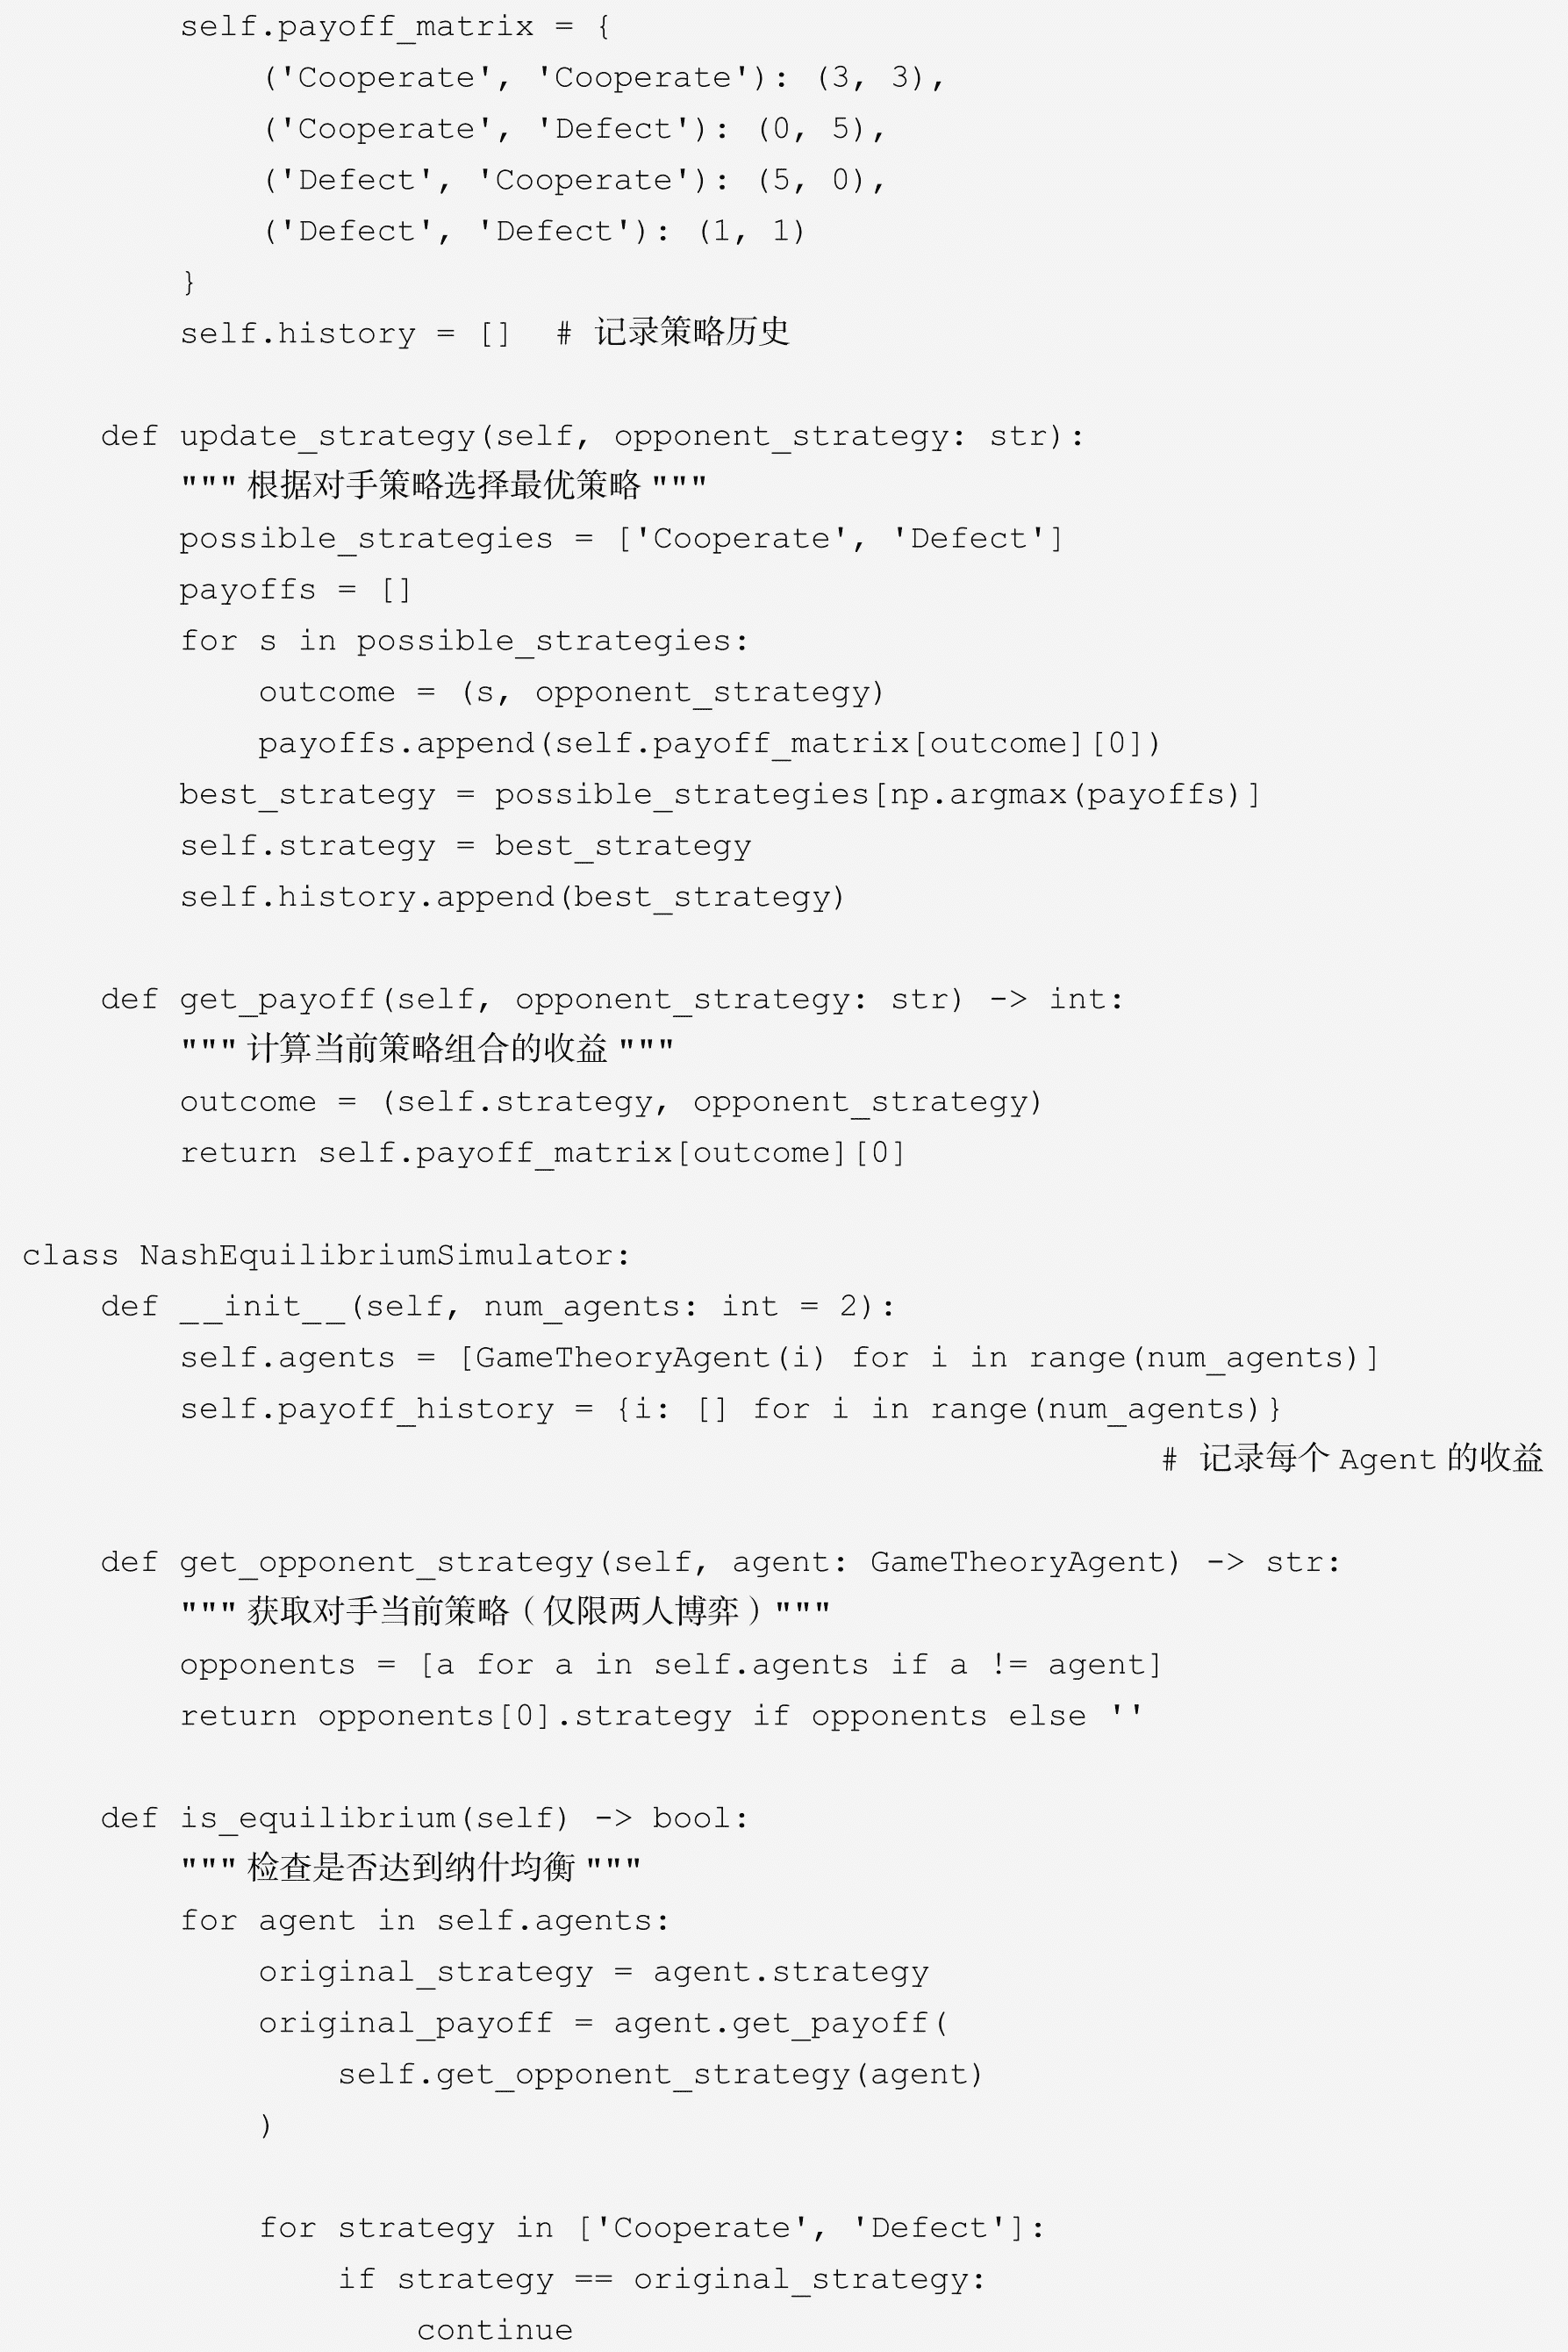 self.payoff_matrix = {
('Cooperate', 'Cooperate'): (3, 3),
('Cooperate', 'Defect'): (0, 5),
('Defect', 'Cooperate'): (5, 0),
('Defect', 'Defect'): (1, 1)
}
self.history = []  # 记录策略历史
def update_strategy(self, opponent_strategy: str):
""" 根据对手策略选择最优策略 """
possible_strategies = ['Cooperate', 'Defect']
payoffs = []
for s in possible_strategies:
outcome = (s, opponent_strategy)
payoffs.append(self.payoff_matrix[outcome][0])
best_strategy = possible_strategies[np.argmax(payoffs)]
self.strategy = best_strategy
self.history.append(best_strategy)
def get_payoff(self, opponent_strategy: str) -> int:
""" 计算当前策略组合的收益 """
outcome = (self.strategy, opponent_strategy)
return self.payoff_matrix[outcome][0]
class NashEquilibriumSimulator:
def __init__(self, num_agents: int = 2):
self.agents = [GameTheoryAgent(i) for i in range(num_agents)]
self.payoff_history = {i: [] for i in range(num_agents)}
# 记录每个 Agent 的收益
def get_opponent_strategy(self, agent: GameTheoryAgent) -> str:
""" 获取对手当前策略（仅限两人博弈）"""
opponents = [a for a in self.agents if a != agent]
return opponents[0].strategy if opponents else ''
def is_equilibrium(self) -> bool:
""" 检查是否达到纳什均衡 """
for agent in self.agents:
original_strategy = agent.strategy
original_payoff = agent.get_payoff(
self.get_opponent_strategy(agent)
)
for strategy in ['Cooperate', 'Defect']:
if strategy == original_strategy:
continue